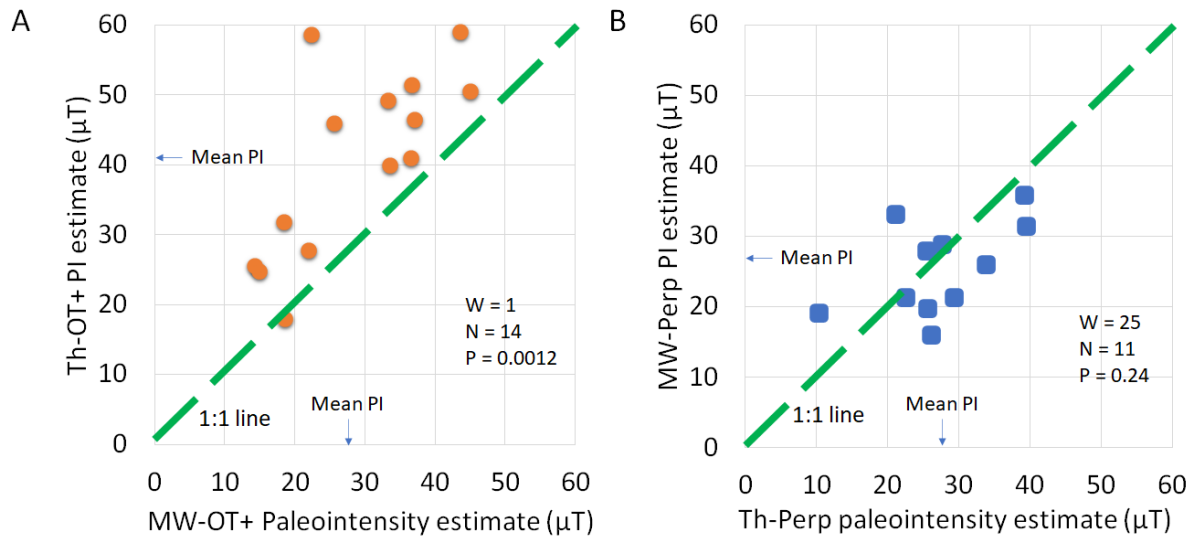 A
60
50
40
30
20
10
0
Th-OT+ PI estimate (µT)
Mean PI
W = 1
N = 14
P = 0.0012
Mean PI
1:1 line
0 10 20 30 40 50 60
MW-OT+ Paleointensity estimate (µT)
B
60
50
40
30
20
10
0
MW-Perp PI estimate (µT)
Mean PI
W = 25
N = 11
P = 0.24
Mean PI
1:1 line
0 10 20 30 40 50 60
Th-Perp paleointensity estimate (µT)